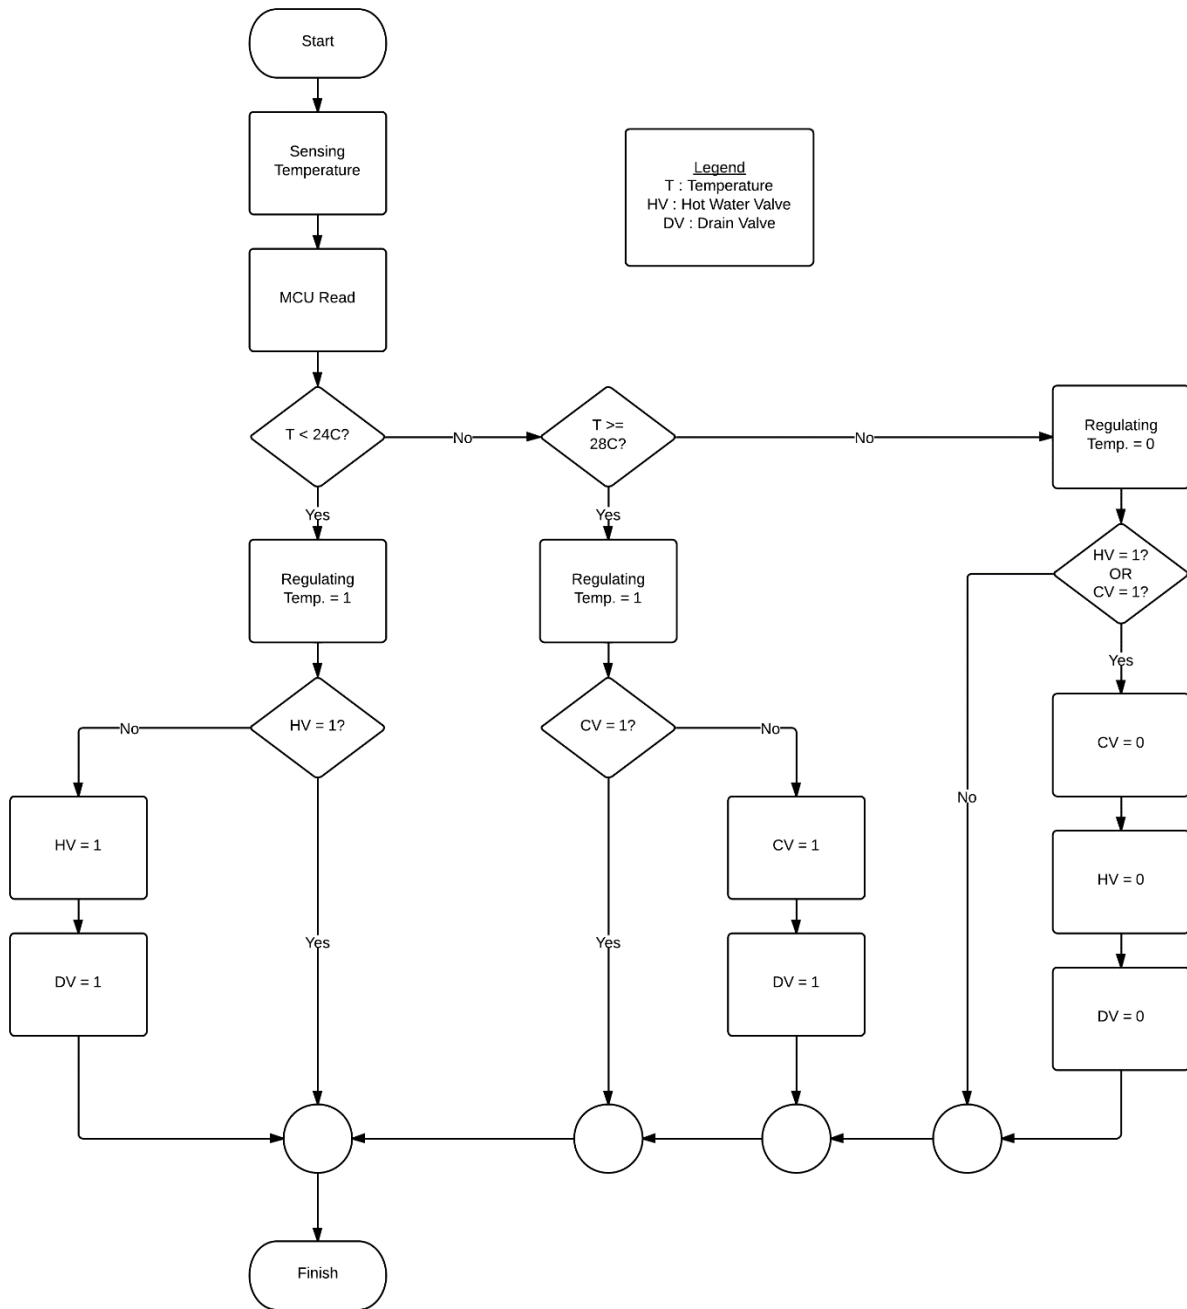 Start
Sensing
Temperature
Legend
T : Temperature
HV : Hot Water Valve
DV : Drain Valve
MCU Read
T < 24C?
No
T >=
28C?
No
Regulating
Temp. = 0
Yes
Yes
HV = 1?
OR
CV = 1?
Regulating
Temp. = 1
Regulating
Temp. = 1
Yes
No
HV = 1?
CV = 1?
No
CV = 0
No
HV = 1
CV = 1
HV = 0
Yes
Yes
DV = 1
DV = 1
DV = 0
Finish